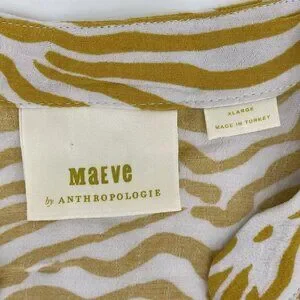 MAEVE
by ANTHROPOLOGIE
XLARGE
MADE IN TURKEY